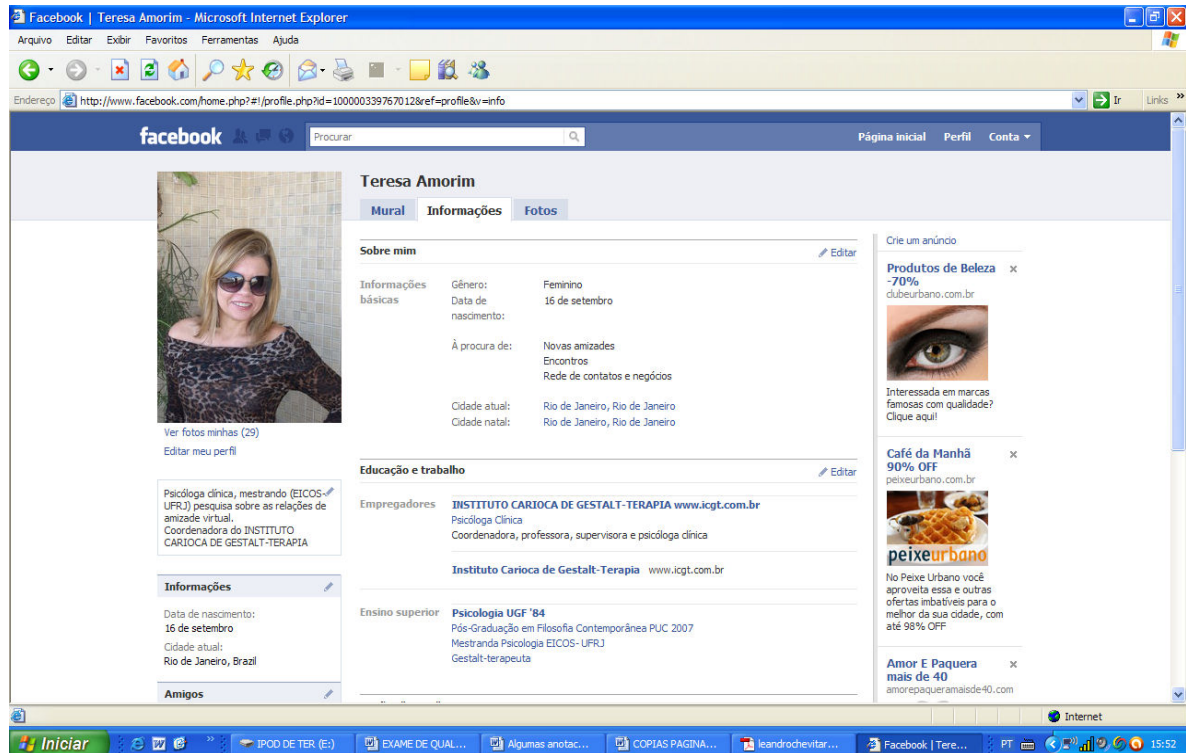 Facebook | Teresa Amorim - Microsoft Internet Explorer
Arquivo Editar Exibir Favoritos Ferramentas Ajuda
Endereço http://www.facebook.com/home.php?#!/profile.php?id=100000339767012&ref=profile&v=info Ir Links »
facebook Procurar Página inicial Perfil Conta
Teresa Amorim
Mural Informações Fotos
Ver fotos minhas (29)
Editar meu perfil
Psicóloga clínica, mestrando (EICOS-
UFRJ) pesquisa sobre as relações de
amizade virtual.
Coordenadora do INSTITUTO
CARIOCA DE GESTALT-TERAPIA
Informações
Data de nascimento:
16 de setembro
Cidade atual:
Rio de Janeiro, Brazil
Amigos
Sobre mim Editar
Informações básicas
Gênero: Feminino
Data de nascimento: 16 de setembro
À procura de: Novas amizades
Encontros
Rede de contatos e negócios
Cidade atual: Rio de Janeiro, Rio de Janeiro
Cidade natal: Rio de Janeiro, Rio de Janeiro
Educação e trabalho Editar
Empregadores INSTITUTO CARIOCA DE GESTALT-TERAPIA www.icgt.com.br
Psicóloga Clínica
Coordenadora, professora, supervisora e psicóloga clínica
Instituto Carioca de Gestalt-Terapia www.icgt.com.br
Ensino superior Psicologia UGF '84
Pós-Graduação em Filosofia Contemporânea PUC 2007
Mestranda Psicologia EICOS- UFRJ
Gestalt-terapeuta
Crie um anúncio
Produtos de Beleza x
-70%
clubeurbano.com.br
Interessada em marcas
famosas com qualidade?
Clique aqui!
Café da Manhã x
90% OFF
peixeurbano.com.br
peixeurbano
No Peixe Urbano você
aproveita essa e outras
ofertas imbatíveis para o
melhor da sua cidade, com
até 98% OFF
Amor E Paquera x
mais de 40
amorepaqueramaisde40.com
Internet
Iniciar » IPOD DE TER (E:) EXAME DE QUAL... Algumas anotac... COPIAS PAGINA... leandrochevitar... Facebook | Tere... PT 15:52